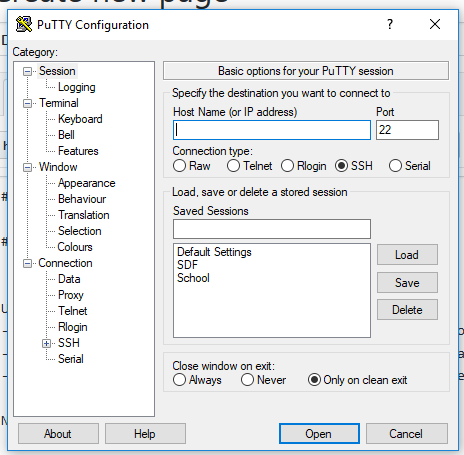 Create new page
PuTTY Configuration
Category:
Session
Logging
Terminal
Keyboard
Bell
Features
Window
Appearance
Behaviour
Translation
Selection
Colours
Connection
Data
Proxy
Telnet
Rlogin
SSH
Serial
Basic options for your PuTTY session
Specify the destination you want to connect to
Host Name (or IP address) Port
22
Connection type:
Raw Telnet Rlogin SSH Serial
Load, save or delete a stored session
Saved Sessions
Default Settings
SDF
School
Load
Save
Delete
Close window on exit:
Always Never Only on clean exit
About Help Open Cancel